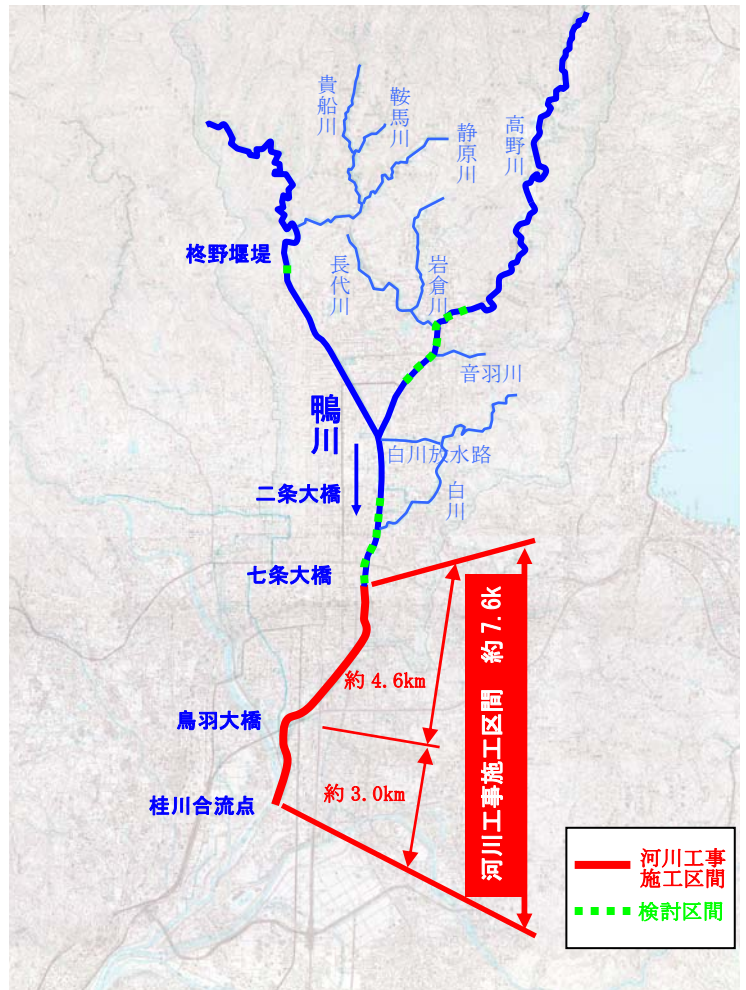 貴船川
鞍馬川
静原川
高野川
柊野堰堤
長代川
岩倉川
音羽川
鴨川
白川放水路
二条大橋
白川
七条大橋
河川工事施工区間　約7.6k
約4.6km
鳥羽大橋
約3.0km
桂川合流点
河川工事
施工区間
検討区間